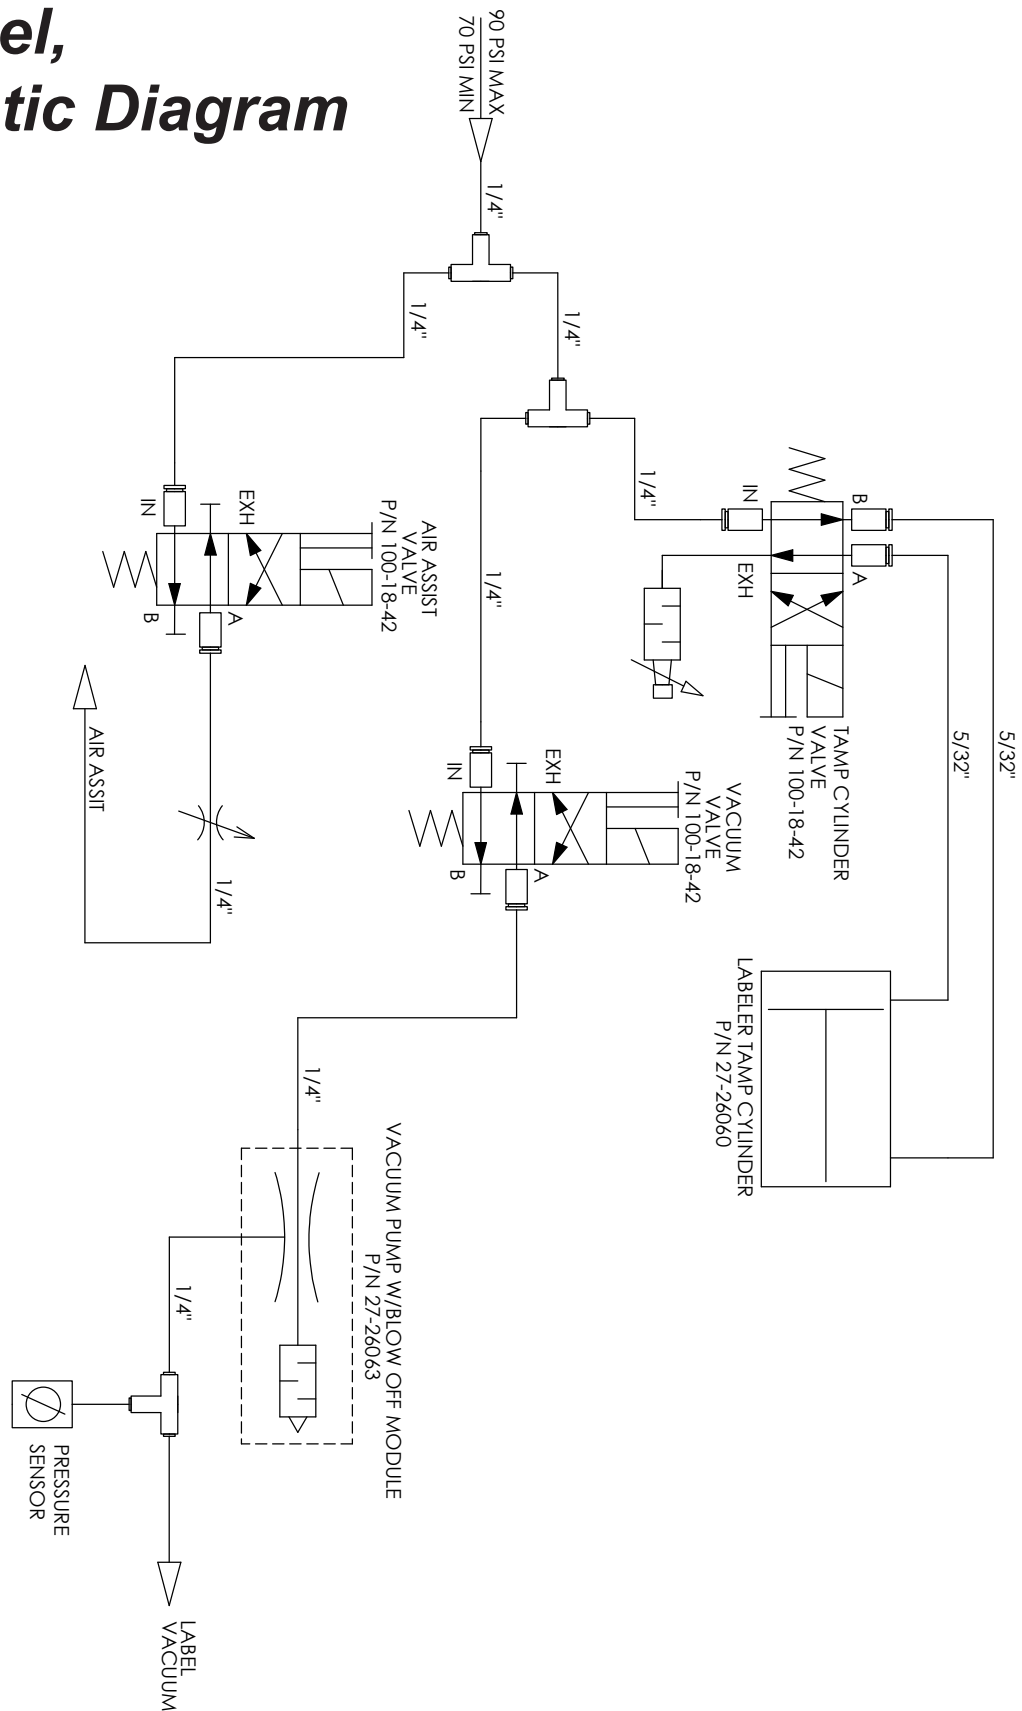 el,
tic Diagram
90 PSI MAX
70 PSI MIN
1/4"
1/4"
1/4"
1/4"
IN
B
A
EXH
TAMP CYLINDER
VALVE
P/N 100-18-42
5/32"
5/32"
LABELER TAMP CYLINDER
P/N 27-26060
1/4"
IN
EXH
A
B
VACUUM
VALVE
P/N 100-18-42
1/4"
VACUUM PUMP W/BLOW OFF MODULE
P/N 27-26063
1/4"
PRESSURE
SENSOR
LABEL
VACUUM
IN
EXH
A
B
AIR ASSIST
VALVE
P/N 100-18-42
1/4"
AIR ASSIT